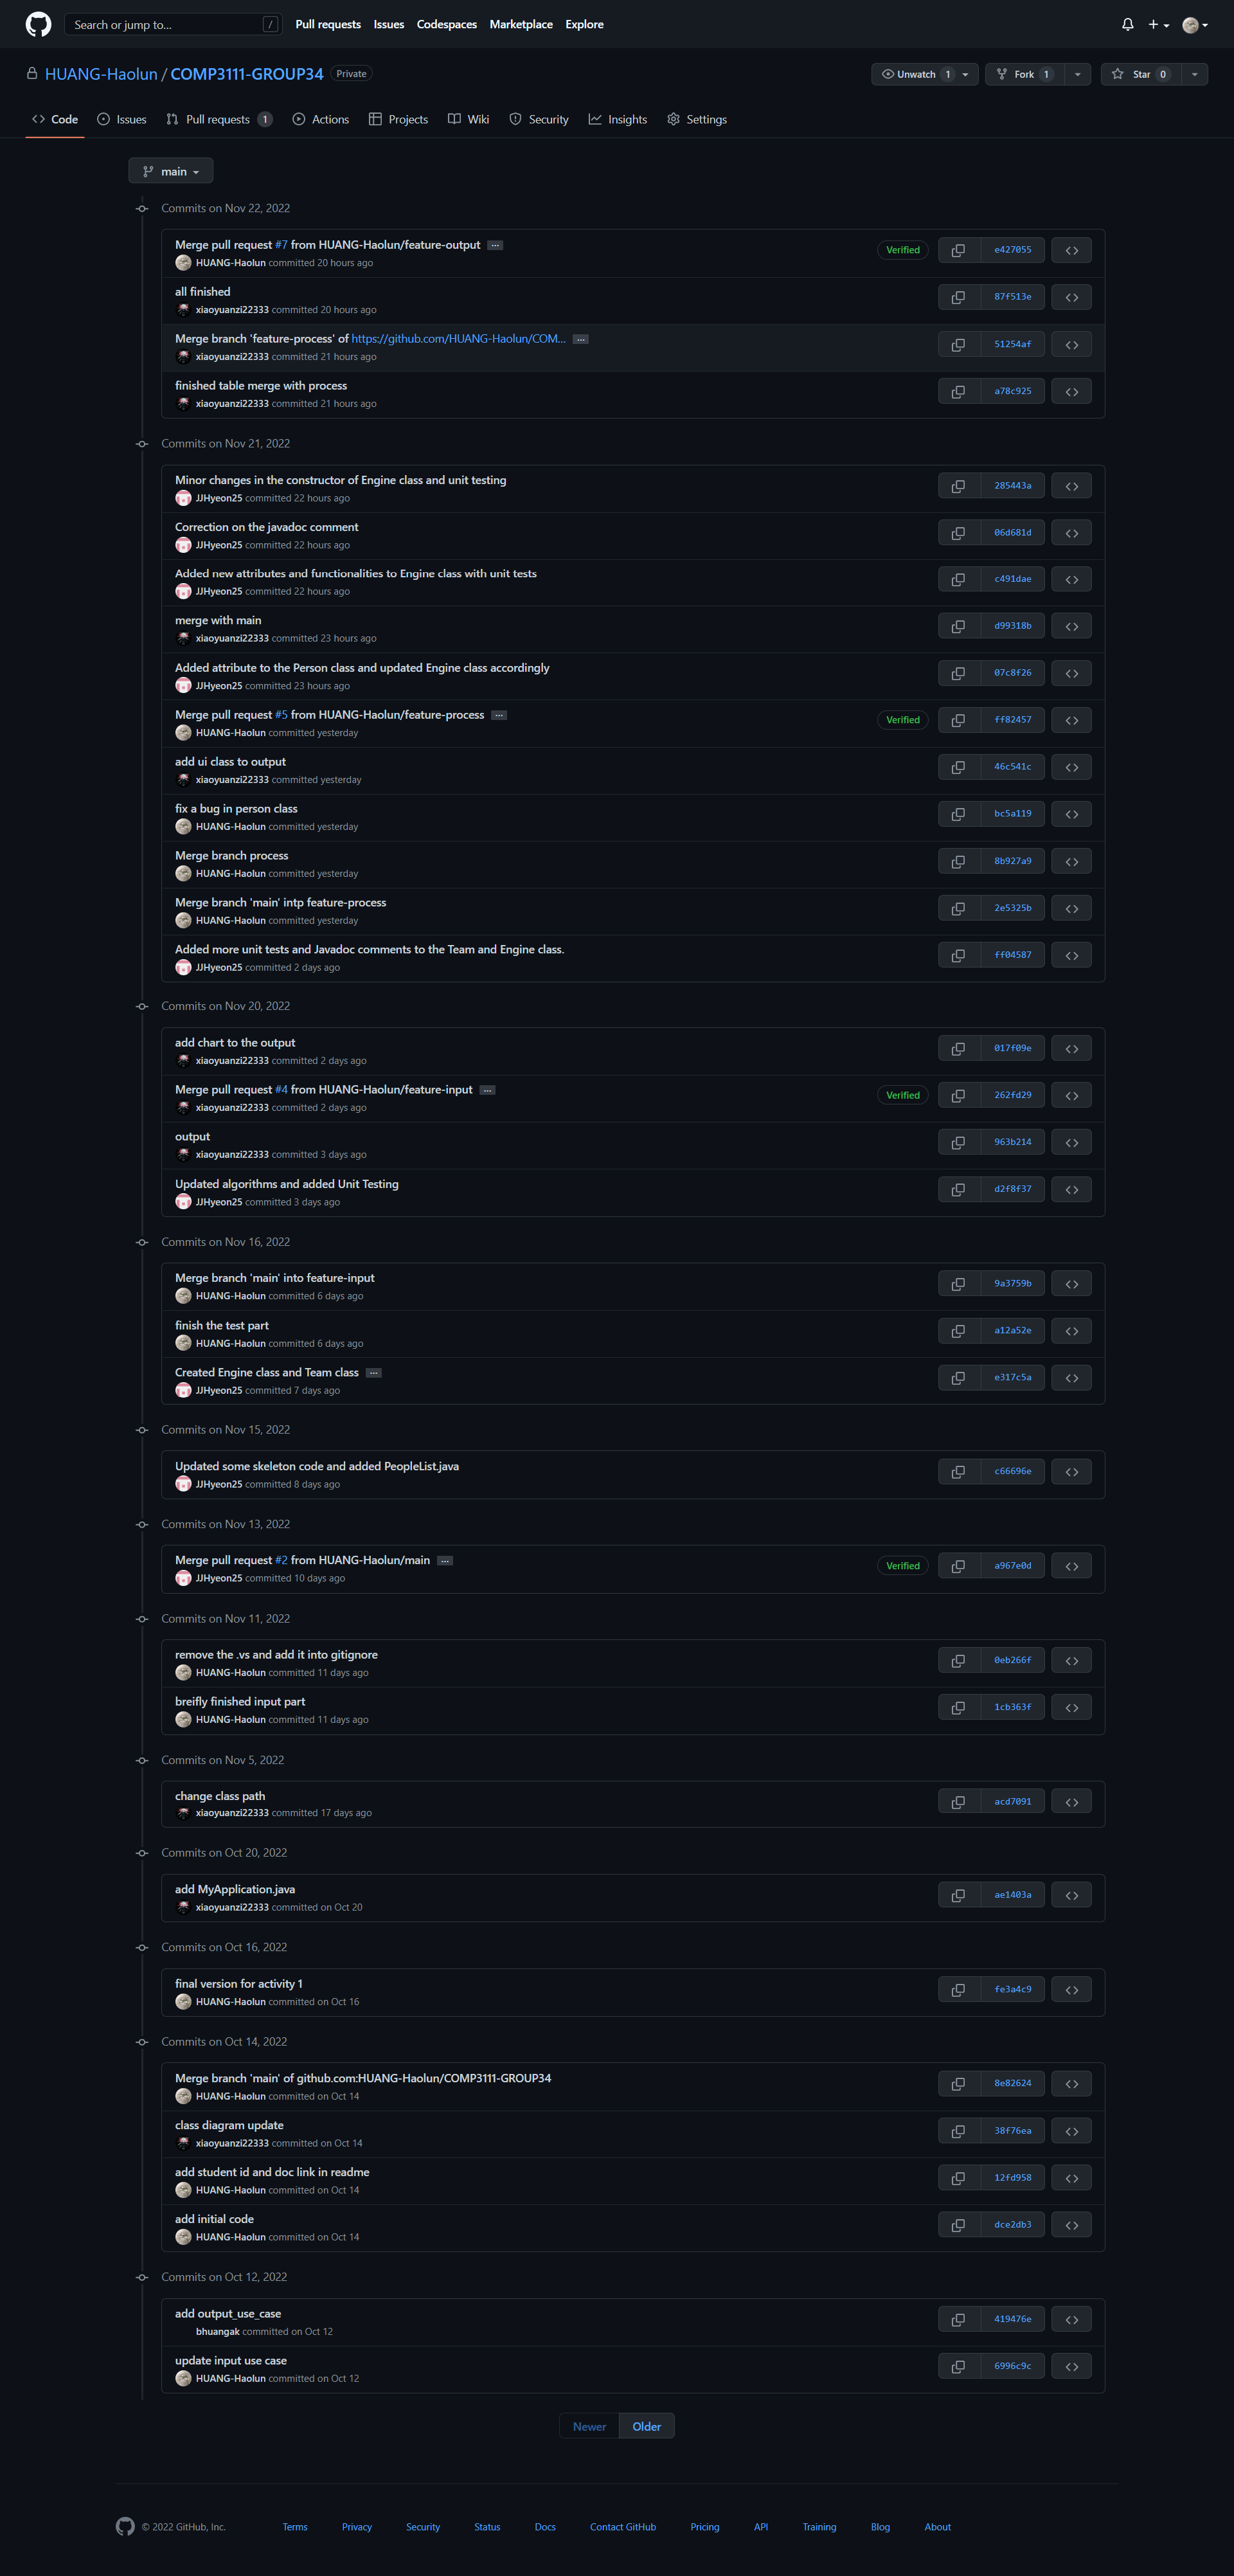 Search or jump to... / Pull requests Issues Codespaces Marketplace Explore
HUANG-Haolun / COMP3111-GROUP34 Private Unwatch 1 Fork 1 Star 0
Code Issues Pull requests 1 Actions Projects Wiki Security Insights Settings
main
Commits on Nov 22, 2022
Merge pull request #7 from HUANG-Haolun/feature-output ... Verified e427055
HUANG-Haolun committed 20 hours ago
all finished 87f513e
xiaoyuanzi22333 committed 20 hours ago
Merge branch 'feature-process' of https://github.com/HUANG-Haolun/COM... ... 51254af
xiaoyuanzi22333 committed 21 hours ago
finished table merge with process a78c925
xiaoyuanzi22333 committed 21 hours ago
Commits on Nov 21, 2022
Minor changes in the constructor of Engine class and unit testing 285443a
JJHyeon25 committed 22 hours ago
Correction on the javadoc comment 06d681d
JJHyeon25 committed 22 hours ago
Added new attributes and functionalities to Engine class with unit tests c491dae
JJHyeon25 committed 22 hours ago
merge with main d99318b
xiaoyuanzi22333 committed 23 hours ago
Added attribute to the Person class and updated Engine class accordingly 07c8f26
JJHyeon25 committed 23 hours ago
Merge pull request #5 from HUANG-Haolun/feature-process ... Verified ff82457
HUANG-Haolun committed yesterday
add ui class to output 46c541c
xiaoyuanzi22333 committed yesterday
fix a bug in person class bc5a119
HUANG-Haolun committed yesterday
Merge branch process 8b927a9
HUANG-Haolun committed yesterday
Merge branch 'main' intp feature-process 2e5325b
HUANG-Haolun committed yesterday
Added more unit tests and Javadoc comments to the Team and Engine class. ff04587
JJHyeon25 committed 2 days ago
Commits on Nov 20, 2022
add chart to the output 017f09e
xiaoyuanzi22333 committed 2 days ago
Merge pull request #4 from HUANG-Haolun/feature-input ... Verified 262fd29
xiaoyuanzi22333 committed 2 days ago
output 963b214
xiaoyuanzi22333 committed 3 days ago
Updated algorithms and added Unit Testing d2f8f37
JJHyeon25 committed 3 days ago
Commits on Nov 16, 2022
Merge branch 'main' into feature-input 9a3759b
HUANG-Haolun committed 6 days ago
finish the test part a12a52e
HUANG-Haolun committed 6 days ago
Created Engine class and Team class ... e317c5a
JJHyeon25 committed 7 days ago
Commits on Nov 15, 2022
Updated some skeleton code and added PeopleList.java c66696e
JJHyeon25 committed 8 days ago
Commits on Nov 13, 2022
Merge pull request #2 from HUANG-Haolun/main ... Verified a967e0d
JJHyeon25 committed 10 days ago
Commits on Nov 11, 2022
remove the .vs and add it into gitignore 0eb266f
HUANG-Haolun committed 11 days ago
breifly finished input part 1cb363f
HUANG-Haolun committed 11 days ago
Commits on Nov 5, 2022
change class path acd7091
xiaoyuanzi22333 committed 17 days ago
Commits on Oct 20, 2022
add MyApplication.java ae1403a
xiaoyuanzi22333 committed on Oct 20
Commits on Oct 16, 2022
final version for activity 1 fe3a4c9
HUANG-Haolun committed on Oct 16
Commits on Oct 14, 2022
Merge branch 'main' of github.com:HUANG-Haolun/COMP3111-GROUP34 8e82624
HUANG-Haolun committed on Oct 14
class diagram update 38f76ea
xiaoyuanzi22333 committed on Oct 14
add student id and doc link in readme 12fd958
HUANG-Haolun committed on Oct 14
add initial code dce2db3
HUANG-Haolun committed on Oct 14
Commits on Oct 12, 2022
add output_use_case 419476e
bhuangak committed on Oct 12
update input use case 6996c9c
HUANG-Haolun committed on Oct 12
Newer Older
© 2022 GitHub, Inc. Terms Privacy Security Status Docs Contact GitHub Pricing API Training Blog About